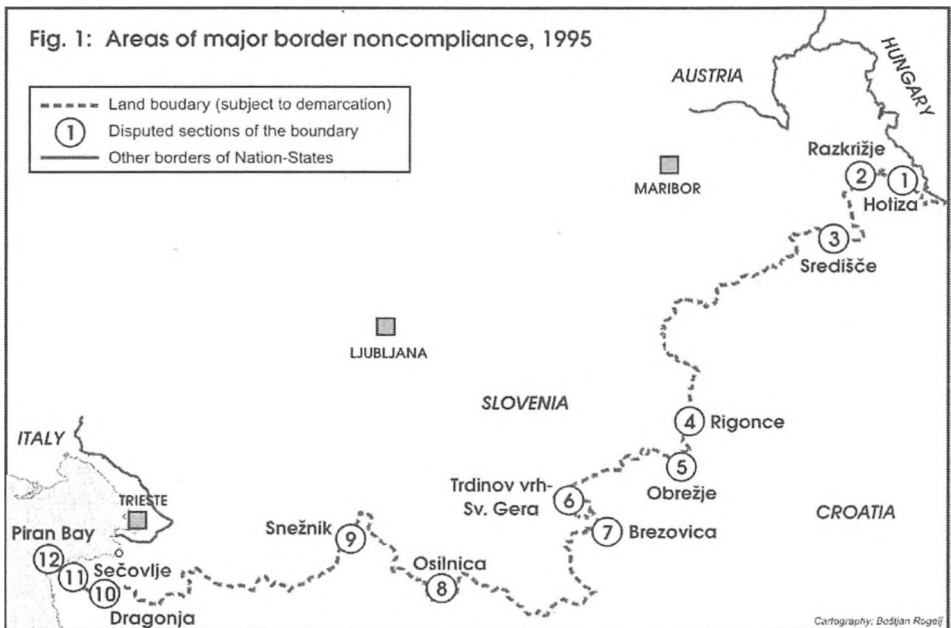 Fig. 1: Areas of major border noncompliance, 1995
Land boudary (subject to demarcation)
1
Disputed sections of the boundary
Other borders of Nation-States
AUSTRIA
HUNGARY
MARIBOR
Razkrižje
2
1
Hotiza
3
Središče
LJUBLJANA
SLOVENIA
4 Rigonce
5
Obrežje
Trdinov vrh-
Sv. Gera
6
7 Brezovica
CROATIA
ITALY
TRIESTE
Piran Bay
12
11
Sečovlje
10
Dragonja
Snežnik
9
Osilnica
8
Cartography: Boštjan Rogelj